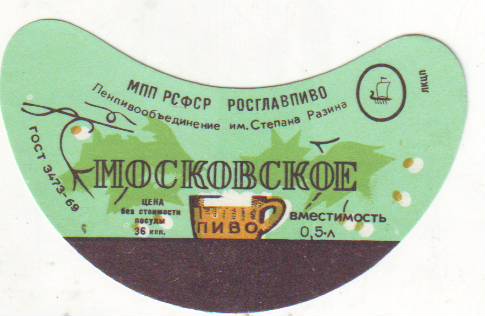 МПП РСФСР РОСГЛАВПИВО
Ленпивообъединение им. Степана Разина
ЛКЦП
ГОСТ 3473-69
МОСКОВСКОЕ
ЦЕНА
без стоимости
посуды
36 коп.
ПИВО
вместимость
0,5-л